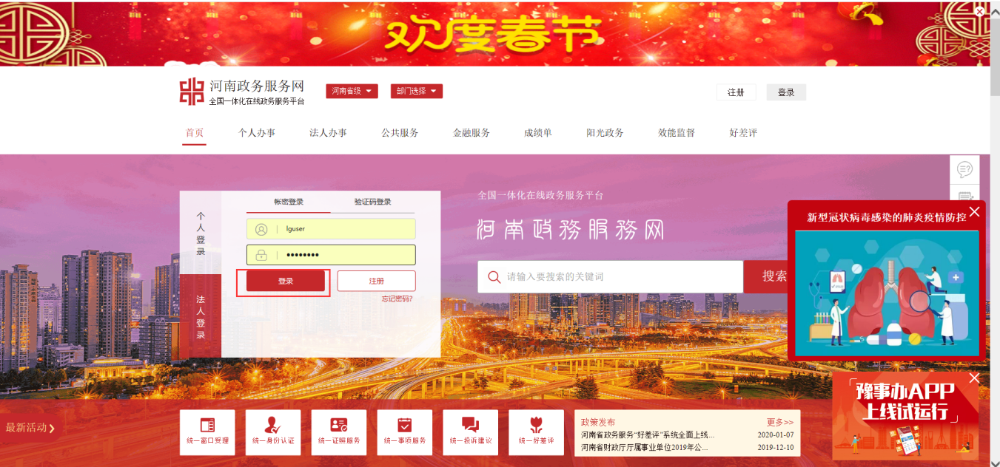 欢度春节
河南政务服务网
全国一体化在线政务服务平台
河南省级
部门选择
注册
登录
首页
个人办事
法人办事
公共服务
金融服务
成绩单
阳光政务
效能监督
好差评
个人登录
法人登录
帐密登录
验证码登录
lguser
••••••••
登录
注册
忘记密码?
全国一体化在线政务服务平台
河南政務服務网
请输入要搜索的关键词
搜索
新型冠状病毒感染的肺炎疫情防控
豫事办APP
上线试运行
最新活动
统一窗口受理
统一身份认证
统一证照服务
统一事项服务
统一投诉建议
统一好差评
政策发布
更多>>
河南省政务服务“好差评”系统全面上线...
2020-01-07
河南省财政厅厅属事业单位2019年公...
2019-12-10